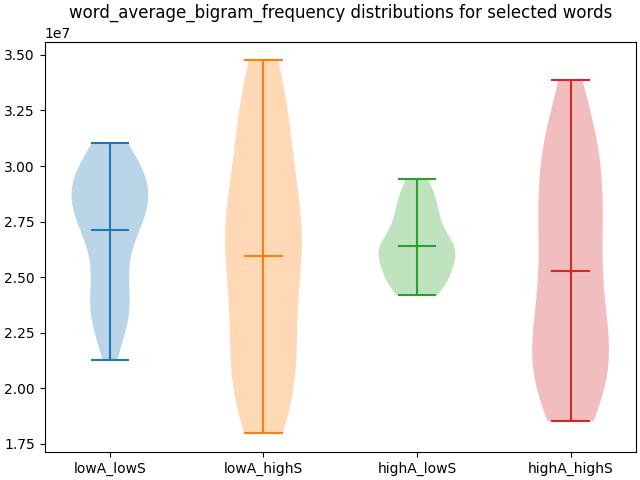 word_average_bigram_frequency distributions for selected words
1e7
3.50
3.25
3.00
2.75
2.50
2.25
2.00
1.75
lowA_lowS
lowA_highS
highA_lowS
highA_highS